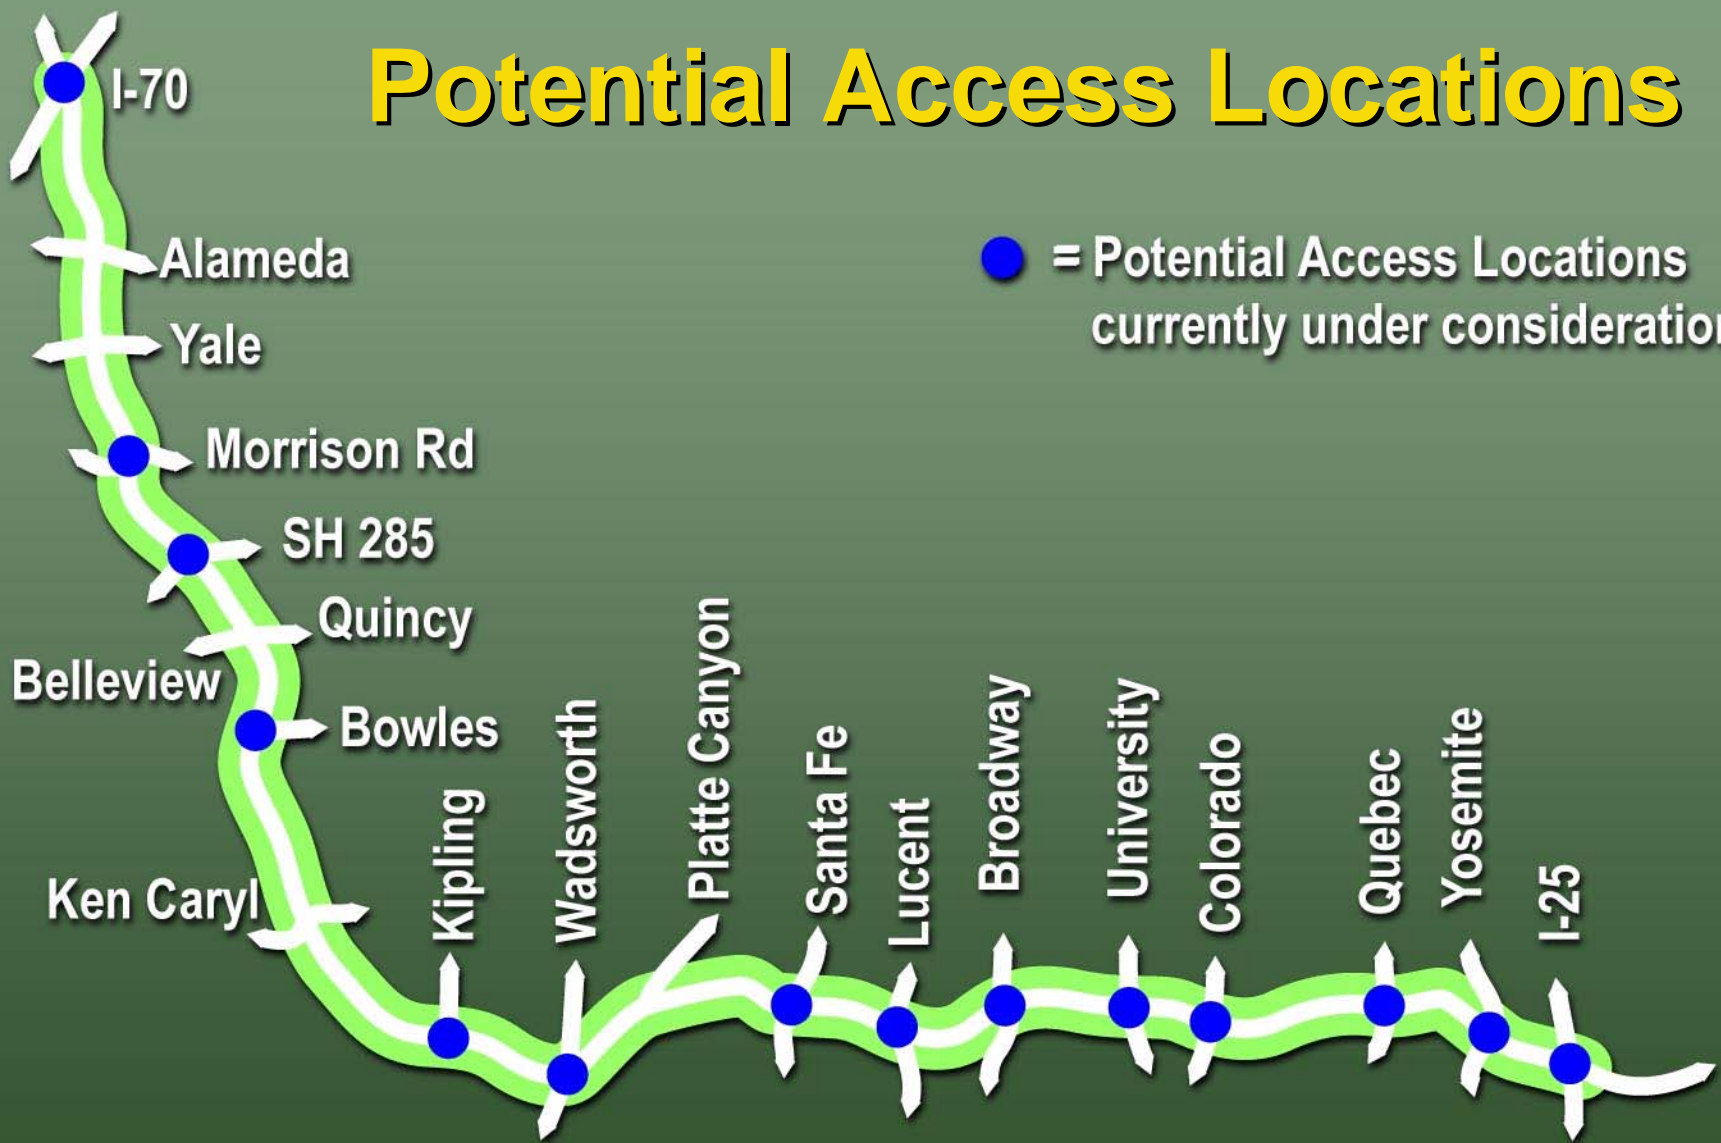 Potential Access Locations
I-70
= Potential Access Locations
currently under consideration
Alameda
Yale
Morrison Rd
SH 285
Quincy
Belleview
Bowles
Ken Caryl
Kipling
Wadsworth
Platte Canyon
Santa Fe
Lucent
Broadway
University
Colorado
Quebec
Yosemite
I-25